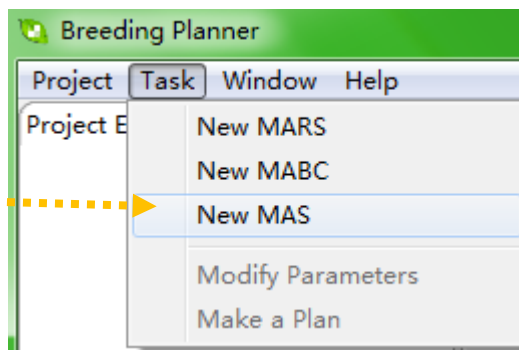 Breeding Planner
Project Task Window Help
Project E
New MARS
New MABC
New MAS
Modify Parameters
Make a Plan